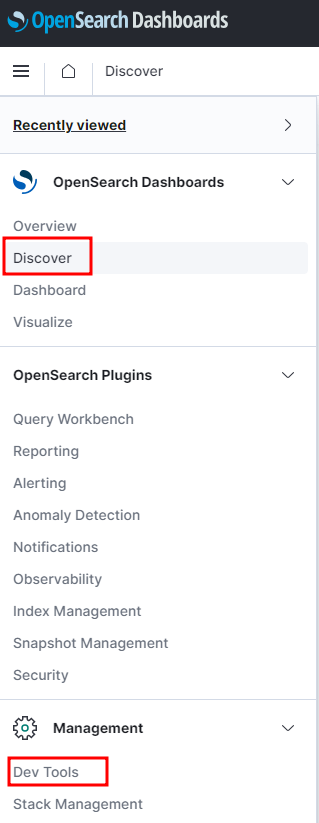 OpenSearch Dashboards
Discover
Recently viewed
OpenSearch Dashboards
Overview
Discover
Dashboard
Visualize
OpenSearch Plugins
Query Workbench
Reporting
Alerting
Anomaly Detection
Notifications
Observability
Index Management
Snapshot Management
Security
Management
Dev Tools
Stack Management